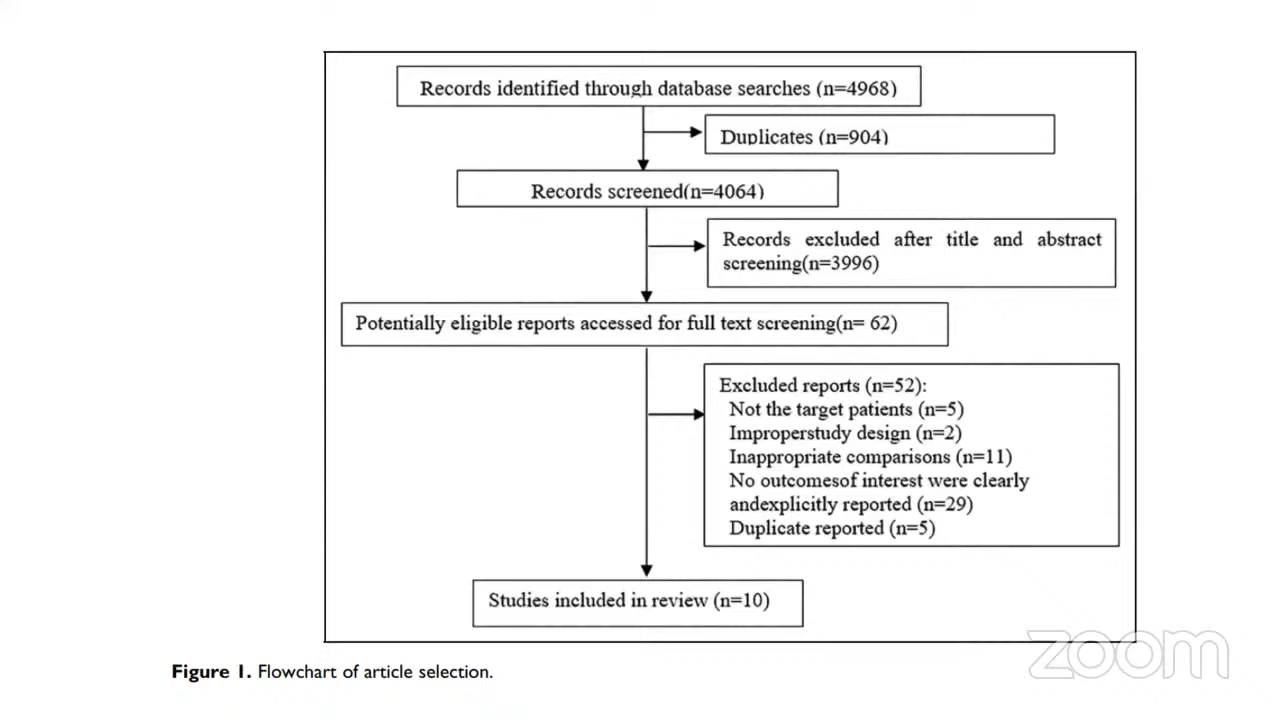 Records identified through database searches (n=4968)
Duplicates (n=904)
Records screened(n=4064)
Records excluded after title and abstract
screening(n=3996)
Potentially eligible reports accessed for full text screening(n= 62)
Excluded reports (n=52):
Not the target patients (n=5)
Improperstudy design (n=2)
Inappropriate comparisons (n=11)
No outcomesof interest were clearly
andexplicitly reported (n=29)
Duplicate reported (n=5)
Studies included in review (n=10)
Figure 1. Flowchart of article selection.
zoom